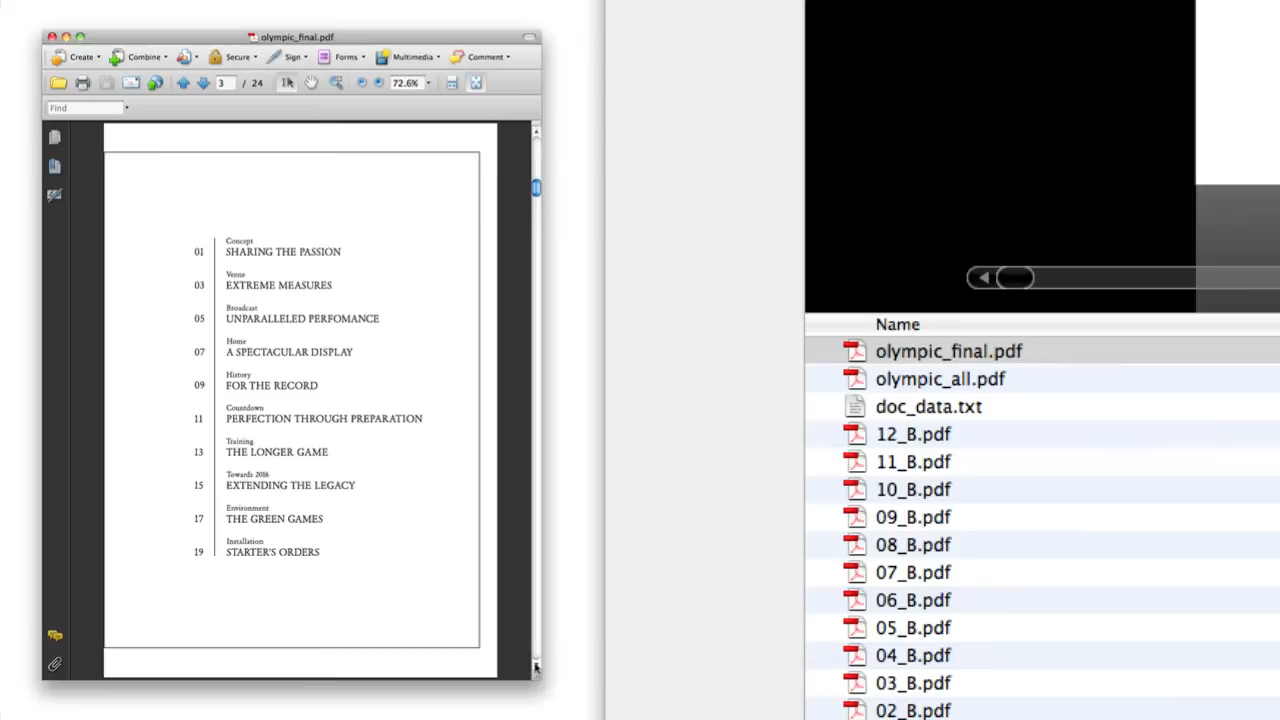 olympic_final.pdf
Create Combine Secure Sign Forms Multimedia Comment
3 / 24 72.6%
Find
Concept
01 SHARING THE PASSION
Venue
03 EXTREME MEASURES
Broadcast
05 UNPARALLELED PERFOMANCE
Home
07 A SPECTACULAR DISPLAY
History
09 FOR THE RECORD
Countdown
11 PERFECTION THROUGH PREPARATION
Training
13 THE LONGER GAME
Towards 2016
15 EXTENDING THE LEGACY
Environment
17 THE GREEN GAMES
Installation
19 STARTER'S ORDERS
Name
olympic_final.pdf
olympic_all.pdf
doc_data.txt
12_B.pdf
11_B.pdf
10_B.pdf
09_B.pdf
08_B.pdf
07_B.pdf
06_B.pdf
05_B.pdf
04_B.pdf
03_B.pdf
02_B.pdf